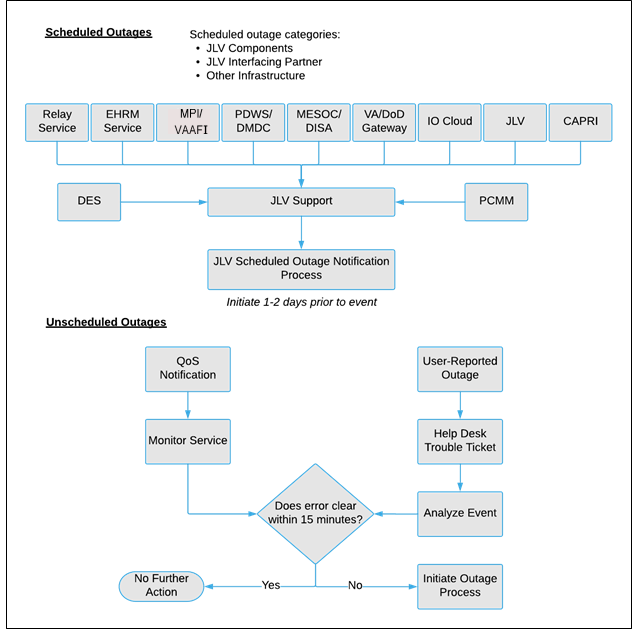 Scheduled Outages
Scheduled outage categories:
• JLV Components
• JLV Interfacing Partner
• Other Infrastructure
Relay
Service
EHRM
Service
MPI/
VAAFI
PDWS/
DMDC
MESOC/
DISA
VA/DoD
Gateway
IO Cloud
JLV
CAPRI
DES
JLV Support
PCMM
JLV Scheduled Outage Notification
Process
Initiate 1-2 days prior to event
Unscheduled Outages
QoS
Notification
User-Reported
Outage
Monitor Service
Help Desk
Trouble Ticket
Does error clear
within 15 minutes?
Analyze Event
No Further
Action
Yes
No
Initiate Outage
Process